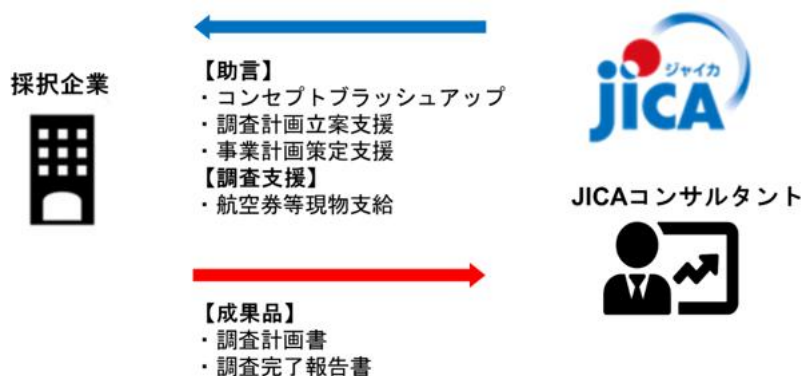 採択企業
【助言】
・コンセプトブラッシュアップ
・調査計画立案支援
・事業計画策定支援
【調査支援】
・航空券等現物支給
ジャイカ
jICA
JICAコンサルタント
【成果品】
・調査計画書
・調査完了報告書